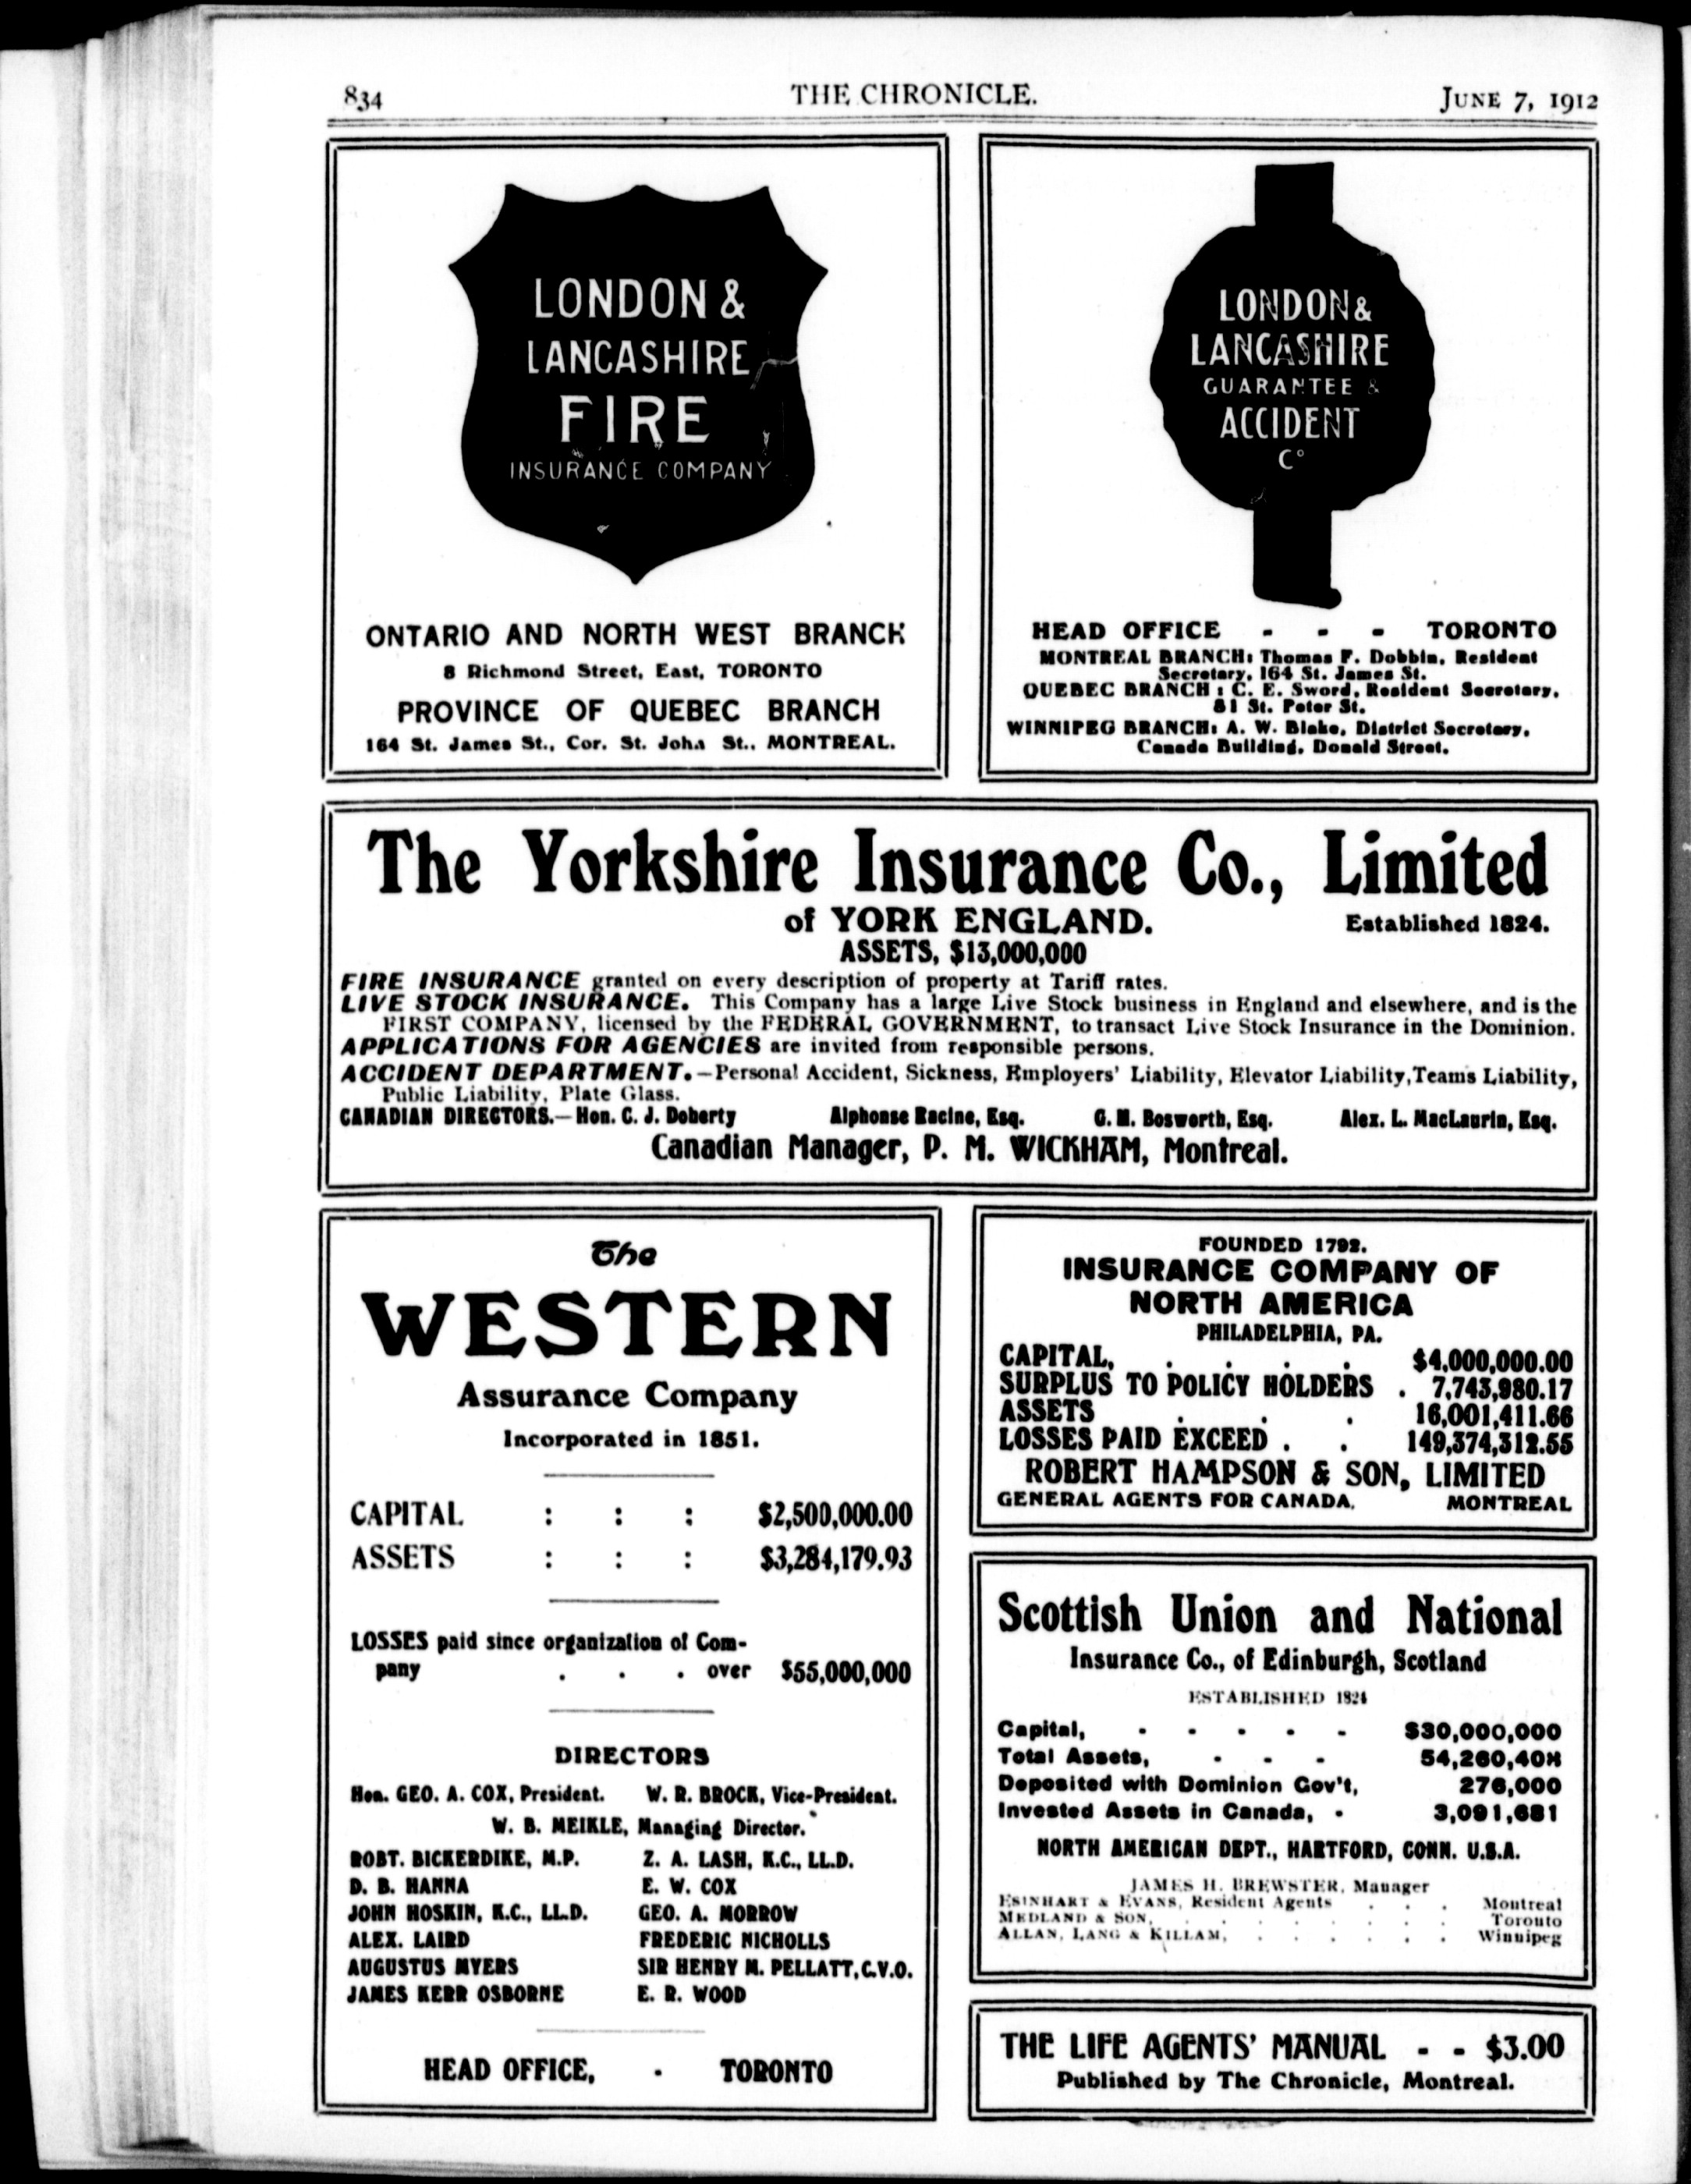 834
THE CHRONICLE.
JUNE 7, 1912
LONDON &
LANCASHIRE
FIRE
INSURANCE COMPANY
ONTARIO AND NORTH WEST BRANCH
8 Richmond Street, East, TORONTO
PROVINCE OF QUEBEC BRANCH
164 St. James St., Cor. St. John St., MONTREAL.
LONDON &
LANCASHIRE
GUARANTEE &
ACCIDENT
Co
HEAD OFFICE - - - TORONTO
MONTREAL BRANCH: Thomas F. Dobbin, Resident
Secretary, 164 St. James St.
QUEBEC BRANCH : C. E. Sword, Resident Secretary,
81 St. Peter St.
WINNIPEG BRANCH: A. W. Blake, District Secretary,
Canada Building, Donald Street.
The Yorkshire Insurance Co., Limited
of YORK ENGLAND.
Established 1824.
ASSETS, $13,000,000
FIRE INSURANCE granted on every description of property at Tariff rates.
LIVE STOCK INSURANCE. This Company has a large Live Stock business in England and elsewhere, and is the
FIRST COMPANY, licensed by the FEDERAL GOVERNMENT, to transact Live Stock Insurance in the Dominion.
APPLICATIONS FOR AGENCIES are invited from responsible persons.
ACCIDENT DEPARTMENT.—Personal Accident, Sickness, Employers' Liability, Elevator Liability, Teams Liability,
Public Liability, Plate Glass.
CANADIAN DIRECTORS.—Hon. C. J. Doherty Alphonse Racine, Esq. G. M. Bosworth, Esq. Alex. L. MacLaurin, Esq.
Canadian Manager, P. M. WICKHAM, Montreal.
The
WESTERN
Assurance Company
Incorporated in 1851.
CAPITAL : : : $2,500,000.00
ASSETS : : : $3,284,179.93
LOSSES paid since organization of Com-
pany . . . over $55,000,000
DIRECTORS
Hon. GEO. A. COX, President. W. R. BROCK, Vice-President.
W. B. MEIKLE, Managing Director.
ROBT. BICKERDIKE, M.P. Z. A. LASH, K.C., LL.D.
D. B. HANNA E. W. COX
JOHN HOSKIN, K.C., LL.D. GEO. A. MORROW
ALEX. LAIRD FREDERIC NICHOLLS
AUGUSTUS MYERS SIR HENRY M. PELLATT, C.V.O.
JAMES KERR OSBORNE E. R. WOOD
HEAD OFFICE, - TORONTO
FOUNDED 1792.
INSURANCE COMPANY OF
NORTH AMERICA
PHILADELPHIA, PA.
CAPITAL, . . . . $4,000,000.00
SURPLUS TO POLICY HOLDERS . 7,743,980.17
ASSETS . . . 16,001,411.66
LOSSES PAID EXCEED . . 149,374,312.55
ROBERT HAMPSON & SON, LIMITED
GENERAL AGENTS FOR CANADA. MONTREAL
Scottish Union and National
Insurance Co., of Edinburgh, Scotland
ESTABLISHED 1824
Capital, - - - - - $30,000,000
Total Assets, - - - 54,260,408
Deposited with Dominion Gov't, 276,000
Invested Assets in Canada, - 3,091,681
NORTH AMERICAN DEPT., HARTFORD, CONN. U.S.A.
JAMES H. BREWSTER, Manager
ESINHART & EVANS, Resident Agents . . . Montreal
MEDLAND & SON, . . . . . . . Toronto
ALLAN, LANG & KILLAM, . . . . . . Winnipeg
THE LIFE AGENTS' MANUAL - - $3.00
Published by The Chronicle, Montreal.